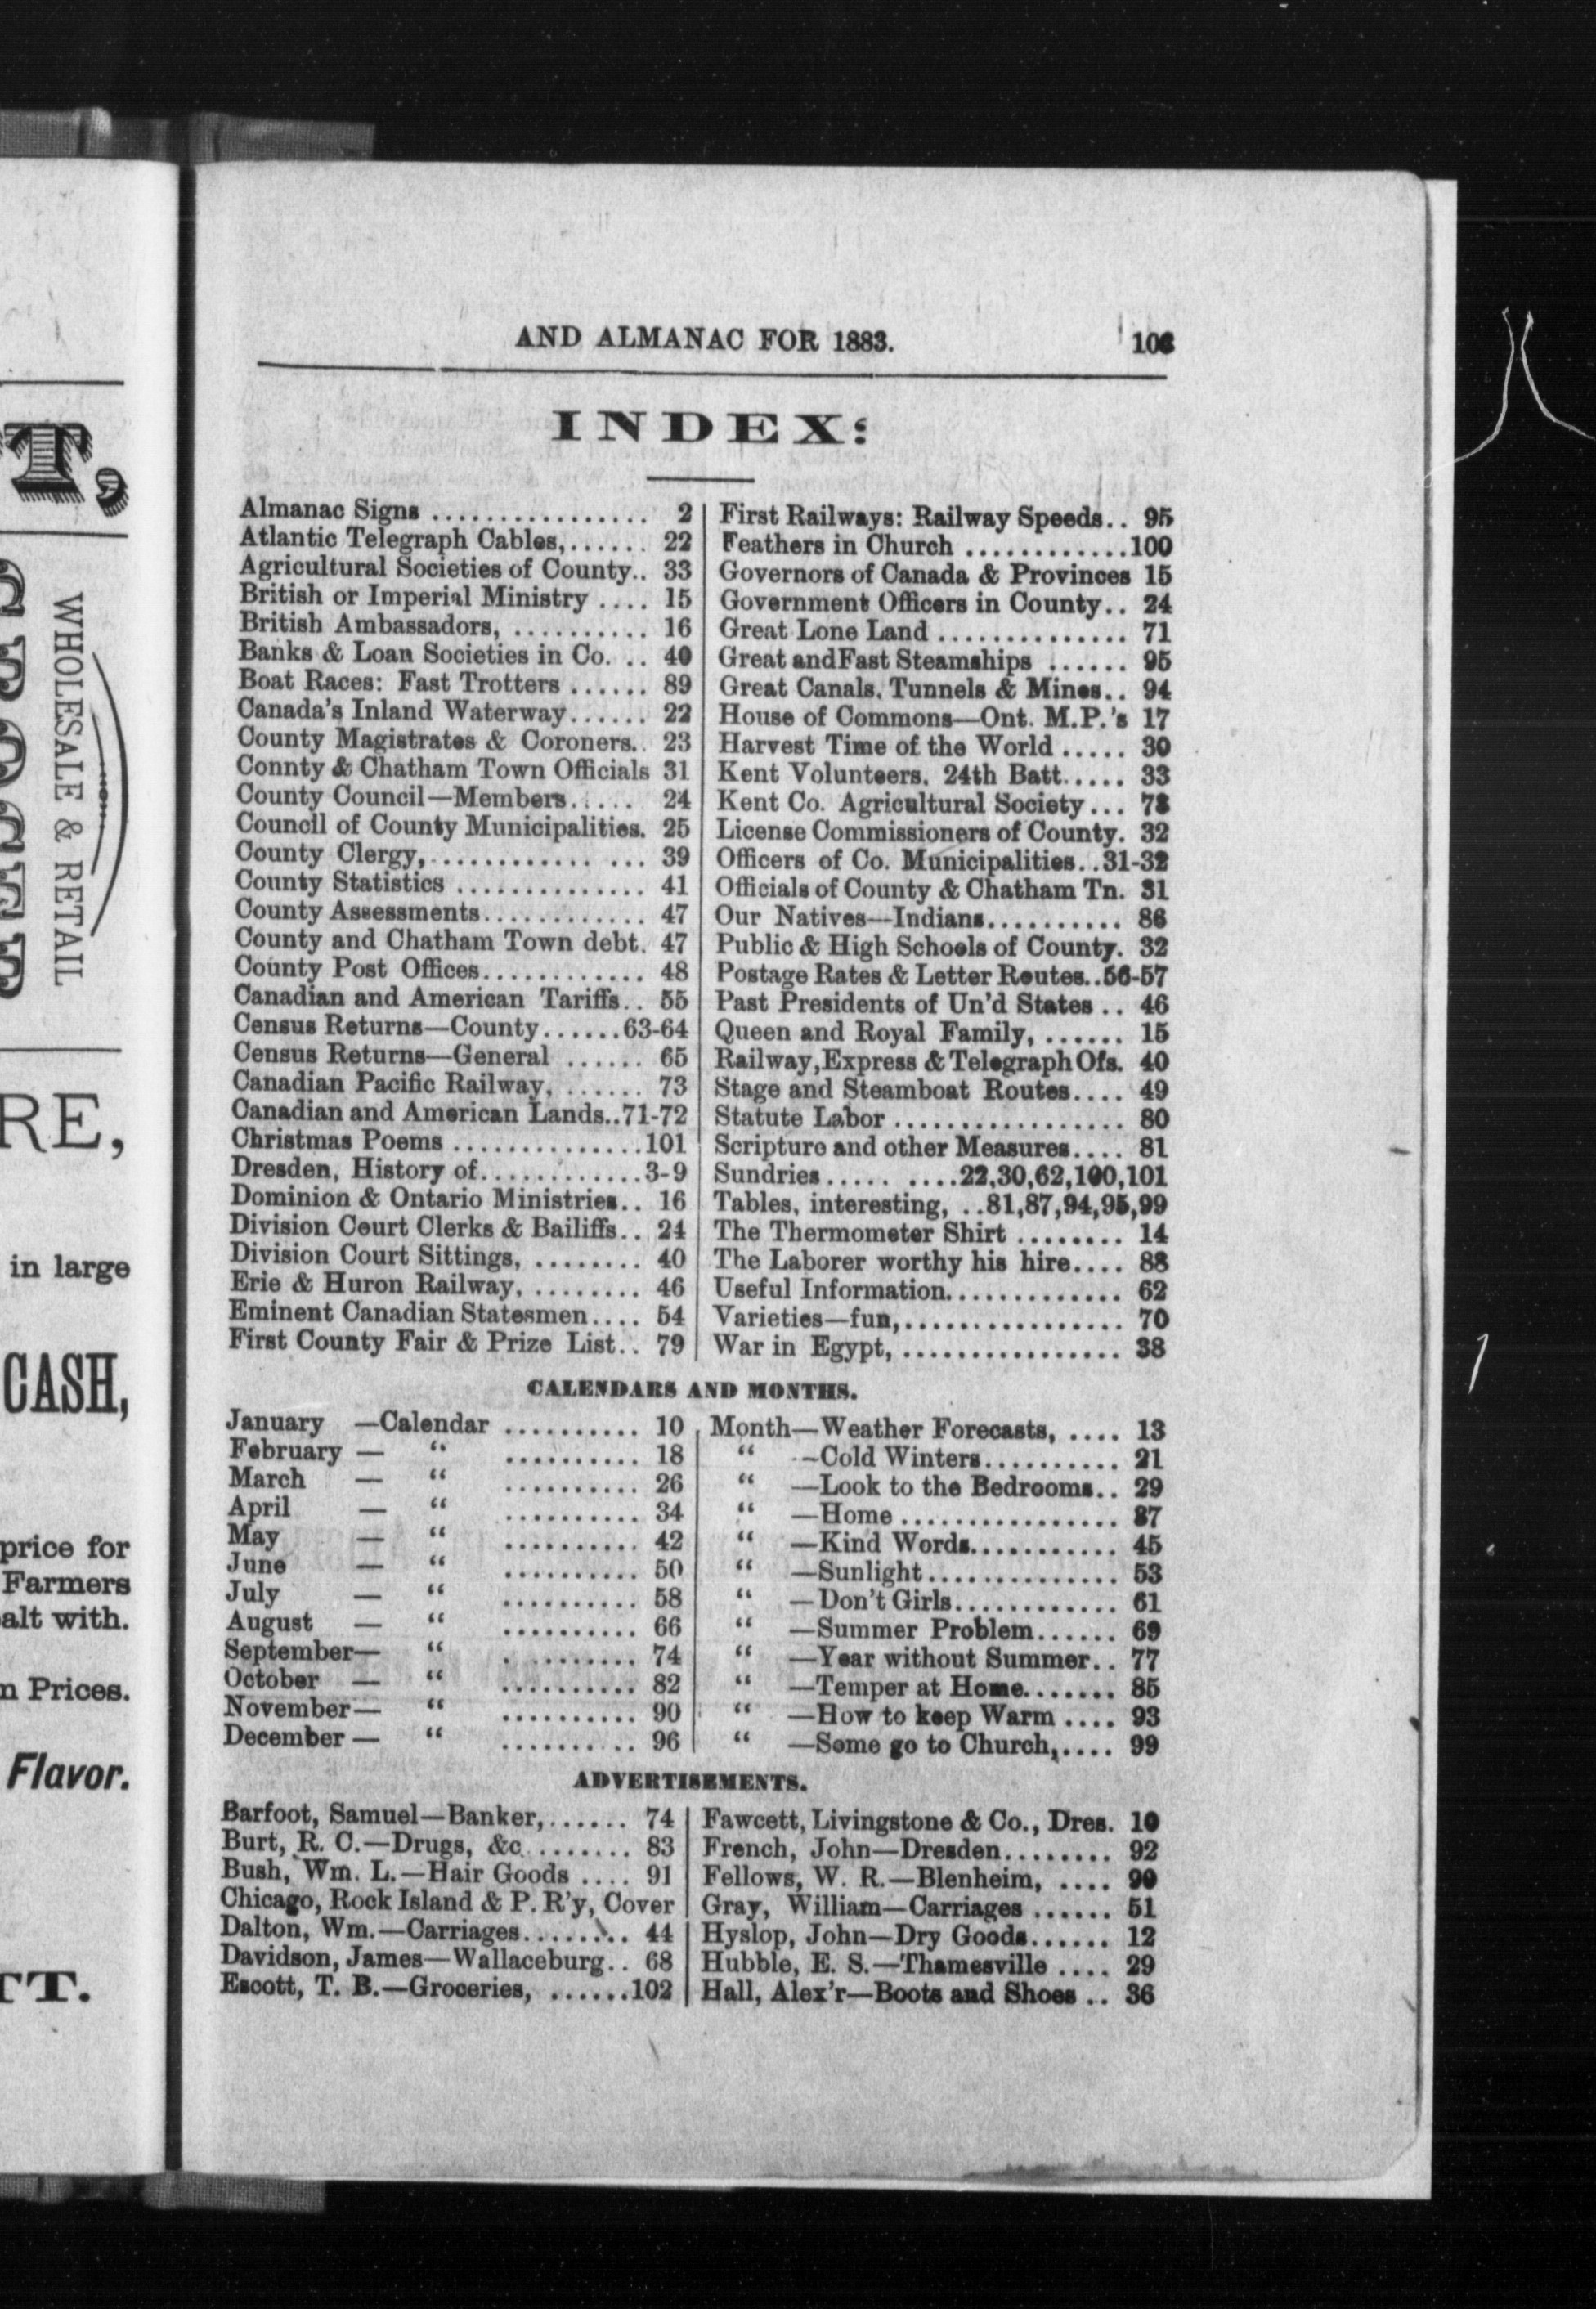 T,
WHOLESALE & RETAIL
RE,
in large
CASH,
price for
Farmers
alt with.
Prices.
Flavor.
TT.
AND ALMANAC FOR 1883.
INDEX:
Almanac Signs ................ 2
Atlantic Telegraph Cables,...... 22
Agricultural Societies of County.. 33
British or Imperial Ministry .... 15
British Ambassadors, .......... 16
Banks & Loan Societies in Co. .. 40
Boat Races: Fast Trotters ...... 89
Canada's Inland Waterway...... 22
County Magistrates & Coroners.. 23
Connty & Chatham Town Officials 31
County Council—Members..... 24
Council of County Municipalities. 25
County Clergy,............ ... 39
County Statistics .............. 41
County Assessments............ 47
County and Chatham Town debt. 47
County Post Offices............ 48
Canadian and American Tariffs.. 55
Census Returns—County......63-64
Census Returns—General ...... 65
Canadian Pacific Railway, ...... 73
Canadian and American Lands..71-72
Christmas Poems ..............101
Dresden, History of............3-9
Dominion & Ontario Ministries.. 16
Division Court Clerks & Bailiffs.. 24
Division Court Sittings, ........ 40
Erie & Huron Railway, ......... 46
Eminent Canadian Statesmen.... 54
First County Fair & Prize List.. 79
First Railways: Railway Speeds.. 95
Feathers in Church ............100
Governors of Canada & Provinces 15
Government Officers in County.. 24
Great Lone Land .............. 71
Great andFast Steamships ...... 95
Great Canals, Tunnels & Mines.. 94
House of Commons—Ont. M.P.'s 17
Harvest Time of the World ..... 30
Kent Volunteers. 24th Batt..... 33
Kent Co. Agricultural Society...
License Commissioners of County. 32
Officers of Co. Municipalities..31-32
Officials of County & Chatham Tn. 31
Our Natives—Indians.......... 86
Public & High Schools of County. 32
Postage Rates & Letter Routes..56-57
Past Presidents of Un'd States .. 46
Queen and Royal Family, ...... 15
Railway,Express & Telegraph Ofs. 40
Stage and Steamboat Routes.... 49
Statute Labor ................. 80
Scripture and other Measures.... 81
Sundries..... ....22,30,62,100,101
Tables, interesting, ..81,87,94,95,99
The Thermometer Shirt ........ 14
The Laborer worthy his hire.... 88
Useful Information............. 62
Varieties—fun,................. 70
War in Egypt, ................ 38
CALENDARS AND MONTHS.
January —Calendar .......... 10
February — " .......... 18
March — " .......... 26
April — " .......... 34
May — " .......... 42
June — " .......... 50
July — " .......... 58
August — " .......... 66
September— " . ........ 74
October — " .......... 82
November— " .......... 90
December — " .......... 96
Month—Weather Forecasts, .... 13
" —Cold Winters.......... 21
" —Look to the Bedrooms.. 29
" —Home ................ 37
" —Kind Words........... 45
" —Sunlight.............. 53
" —Don't Girls............ 61
" —Summer Problem...... 69
" —Year without Summer.. 77
" —Temper at Home....... 85
" —How to keep Warm .... 93
" —Some go to Church,.... 99
ADVERTISEMENTS.
Barfoot, Samuel—Banker,...... 74
Burt, R. C.—Drugs, &c. ....... 83
Bush, Wm. L.—Hair Goods .... 91
Chicago, Rock Island & P. R'y, Cover
Dalton, Wm.—Carriages........ 44
Davidson, James—Wallaceburg.. 68
Escott, T. B.—Groceries, ......102
Fawcett, Livingstone & Co., Dres. 10
French, John—Dresden........ 92
Fellows, W. R.—Blenheim, .... 90
Gray, William—Carriages ...... 51
Hyslop, John—Dry Goods...... 12
Hubble, E. S.—Thamesville .... 29
Hall, Alex'r—Boots and Shoes .. 36